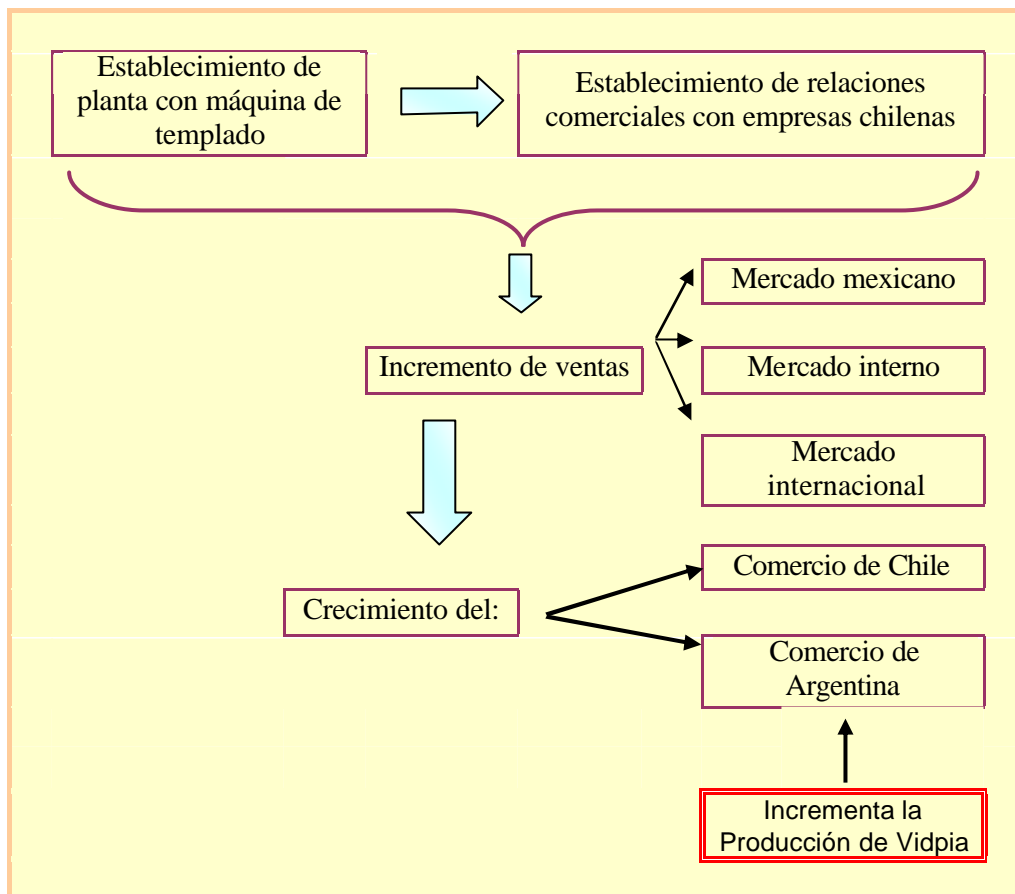 Establecimiento de
planta con máquina de
templado
Establecimiento de relaciones
comerciales con empresas chilenas
Mercado mexicano
Incremento de ventas
Mercado interno
Mercado
internacional
Comercio de Chile
Crecimiento del:
Comercio de
Argentina
Incrementa la
Producción de Vidpia